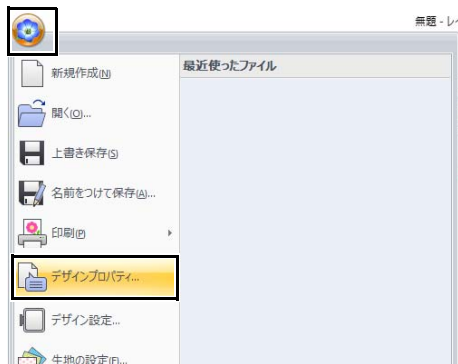 無題 - レイ
新規作成(N)
最近使ったファイル
開く(O)...
上書き保存(S)
名前をつけて保存(A)...
印刷(P)
デザインプロパティ...
デザイン設定...
生地の設定(F)...